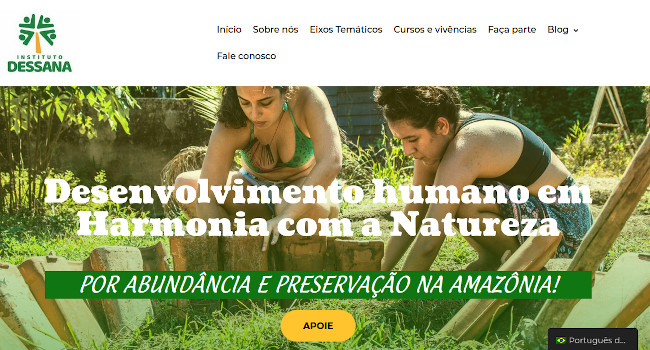 INSTITUTO
DESSANA
Início Sobre nós Eixos Temáticos Cursos e vivências Faça parte Blog
Fale conosco
Desenvolvimento humano em
Harmonia com a Natureza
POR ABUNDÂNCIA E PRESERVAÇÃO NA AMAZÔNIA!
APOIE
Português d...